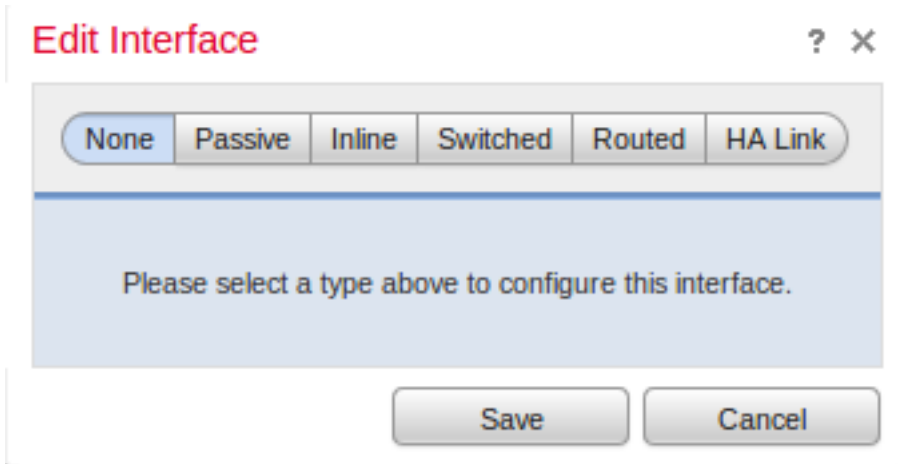 Edit Interface ? ×
None Passive Inline Switched Routed HA Link
Please select a type above to configure this interface.
Save Cancel